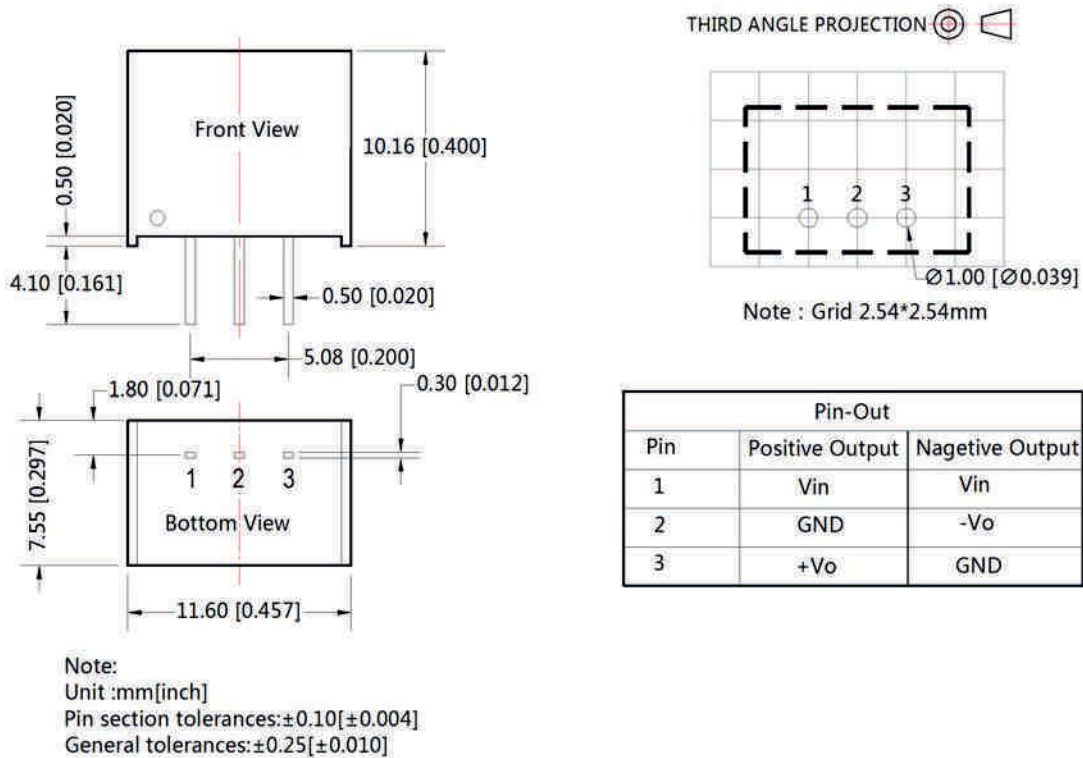 THIRD ANGLE PROJECTION
Front View
0.50 [0.020]
10.16 [0.400]
4.10 [0.161]
0.50 [0.020]
5.08 [0.200]
1.80 [0.071]
0.30 [0.012]
7.55 [0.297]
1 2 3
Bottom View
11.60 [0.457]
Note:
Unit :mm[inch]
Pin section tolerances:±0.10[±0.004]
General tolerances:±0.25[±0.010]
1 2 3
Ø1.00 [Ø0.039]
Note : Grid 2.54*2.54mm
Pin-Out
Pin Positive Output Nagetive Output
1 Vin Vin
2 GND -Vo
3 +Vo GND